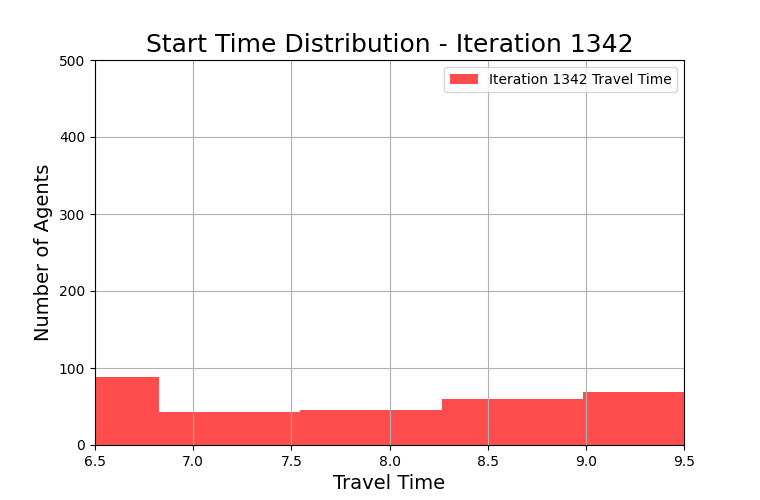 Start Time Distribution - Iteration 1342
Iteration 1342 Travel Time
Number of Agents
500
400
300
200
100
0
6.5 7.0 7.5 8.0 8.5 9.0 9.5
Travel Time